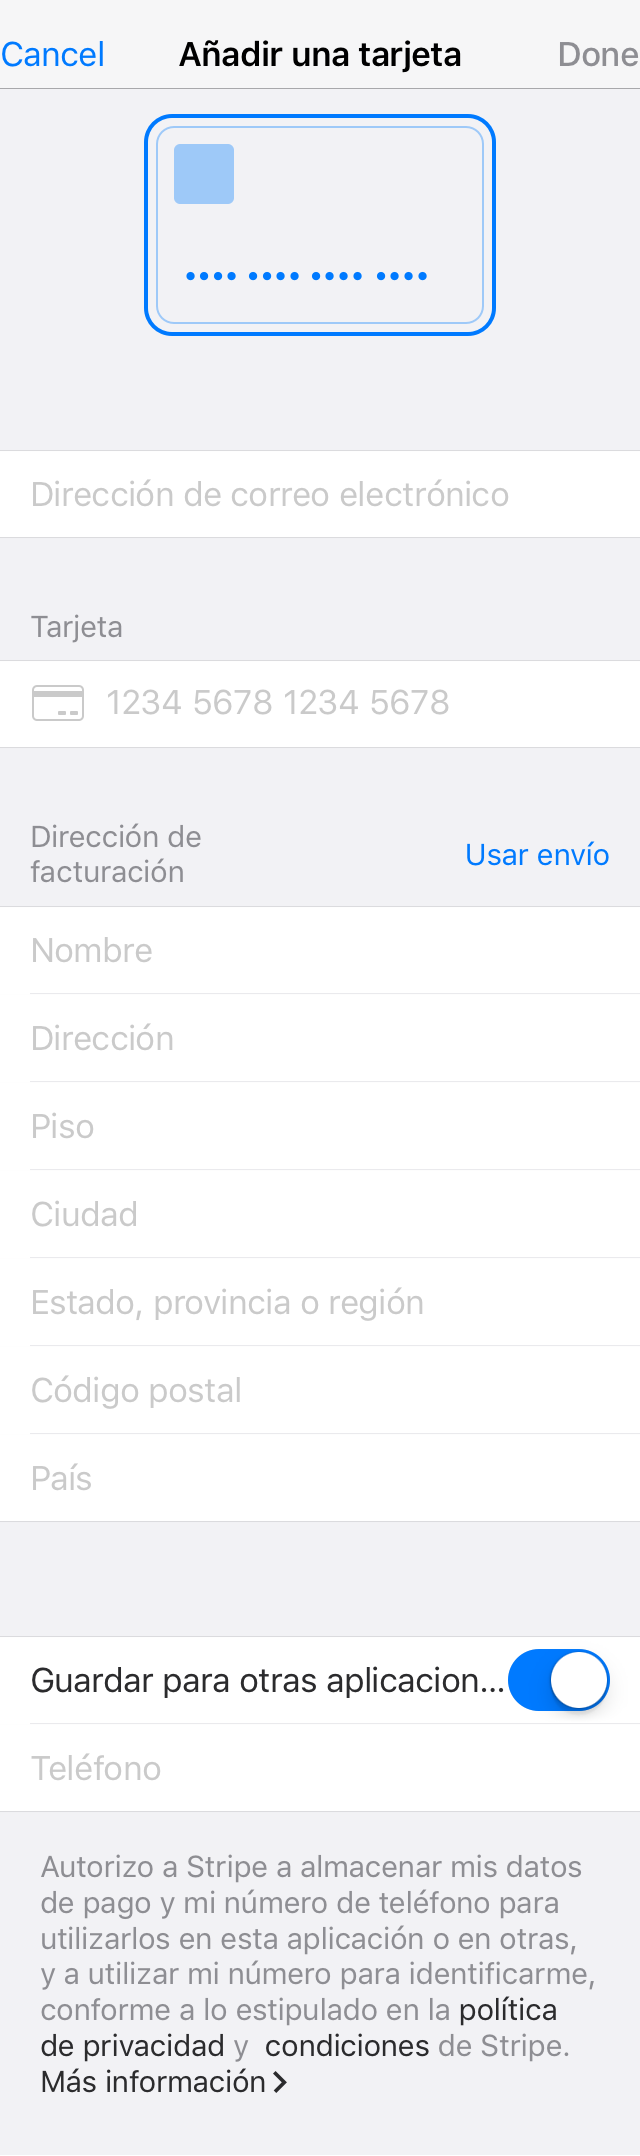 Cancel Añadir una tarjeta Done
•••• •••• •••• ••••
Dirección de correo electrónico
Tarjeta
1234 5678 1234 5678
Dirección de
facturación
Usar envío
Nombre
Dirección
Piso
Ciudad
Estado, provincia o región
Código postal
País
Guardar para otras aplicacion...
Teléfono
Autorizo a Stripe a almacenar mis datos
de pago y mi número de teléfono para
utilizarlos en esta aplicación o en otras,
y a utilizar mi número para identificarme,
conforme a lo estipulado en la política
de privacidad y condiciones de Stripe.
Más información